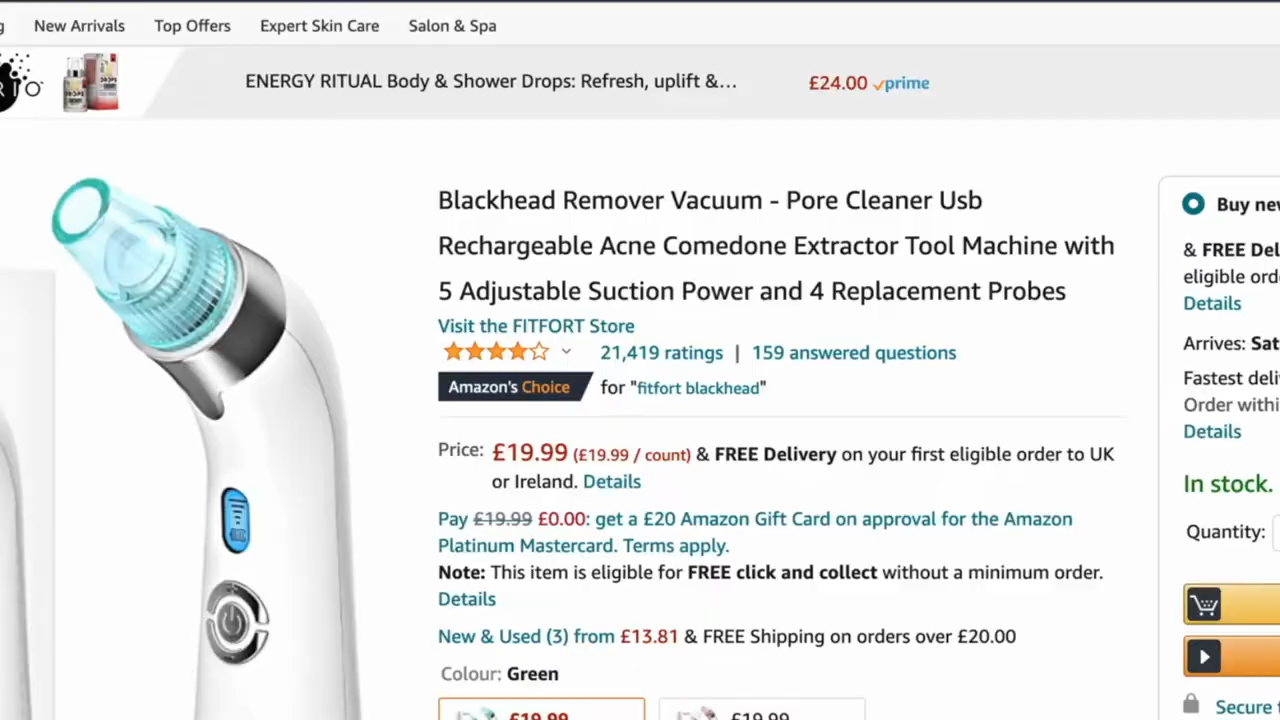 New Arrivals Top Offers Expert Skin Care Salon & Spa
ENERGY RITUAL Body & Shower Drops: Refresh, uplift &... £24.00 prime
Blackhead Remover Vacuum - Pore Cleaner Usb
Rechargeable Acne Comedone Extractor Tool Machine with
5 Adjustable Suction Power and 4 Replacement Probes
Visit the FITFORT Store
21,419 ratings | 159 answered questions
Amazon's Choice for "fitfort blackhead"
Price: £19.99 (£19.99 / count) & FREE Delivery on your first eligible order to UK
or Ireland. Details
Pay £19.99 £0.00: get a £20 Amazon Gift Card on approval for the Amazon
Platinum Mastercard. Terms apply.
Note: This item is eligible for FREE click and collect without a minimum order.
Details
New & Used (3) from £13.81 & FREE Shipping on orders over £20.00
Colour: Green
£19.99 £19.99
Buy
& FREE
eligible
Details
Arrives:
Fastest
Order
Details
In stock.
Quantity:
Secure